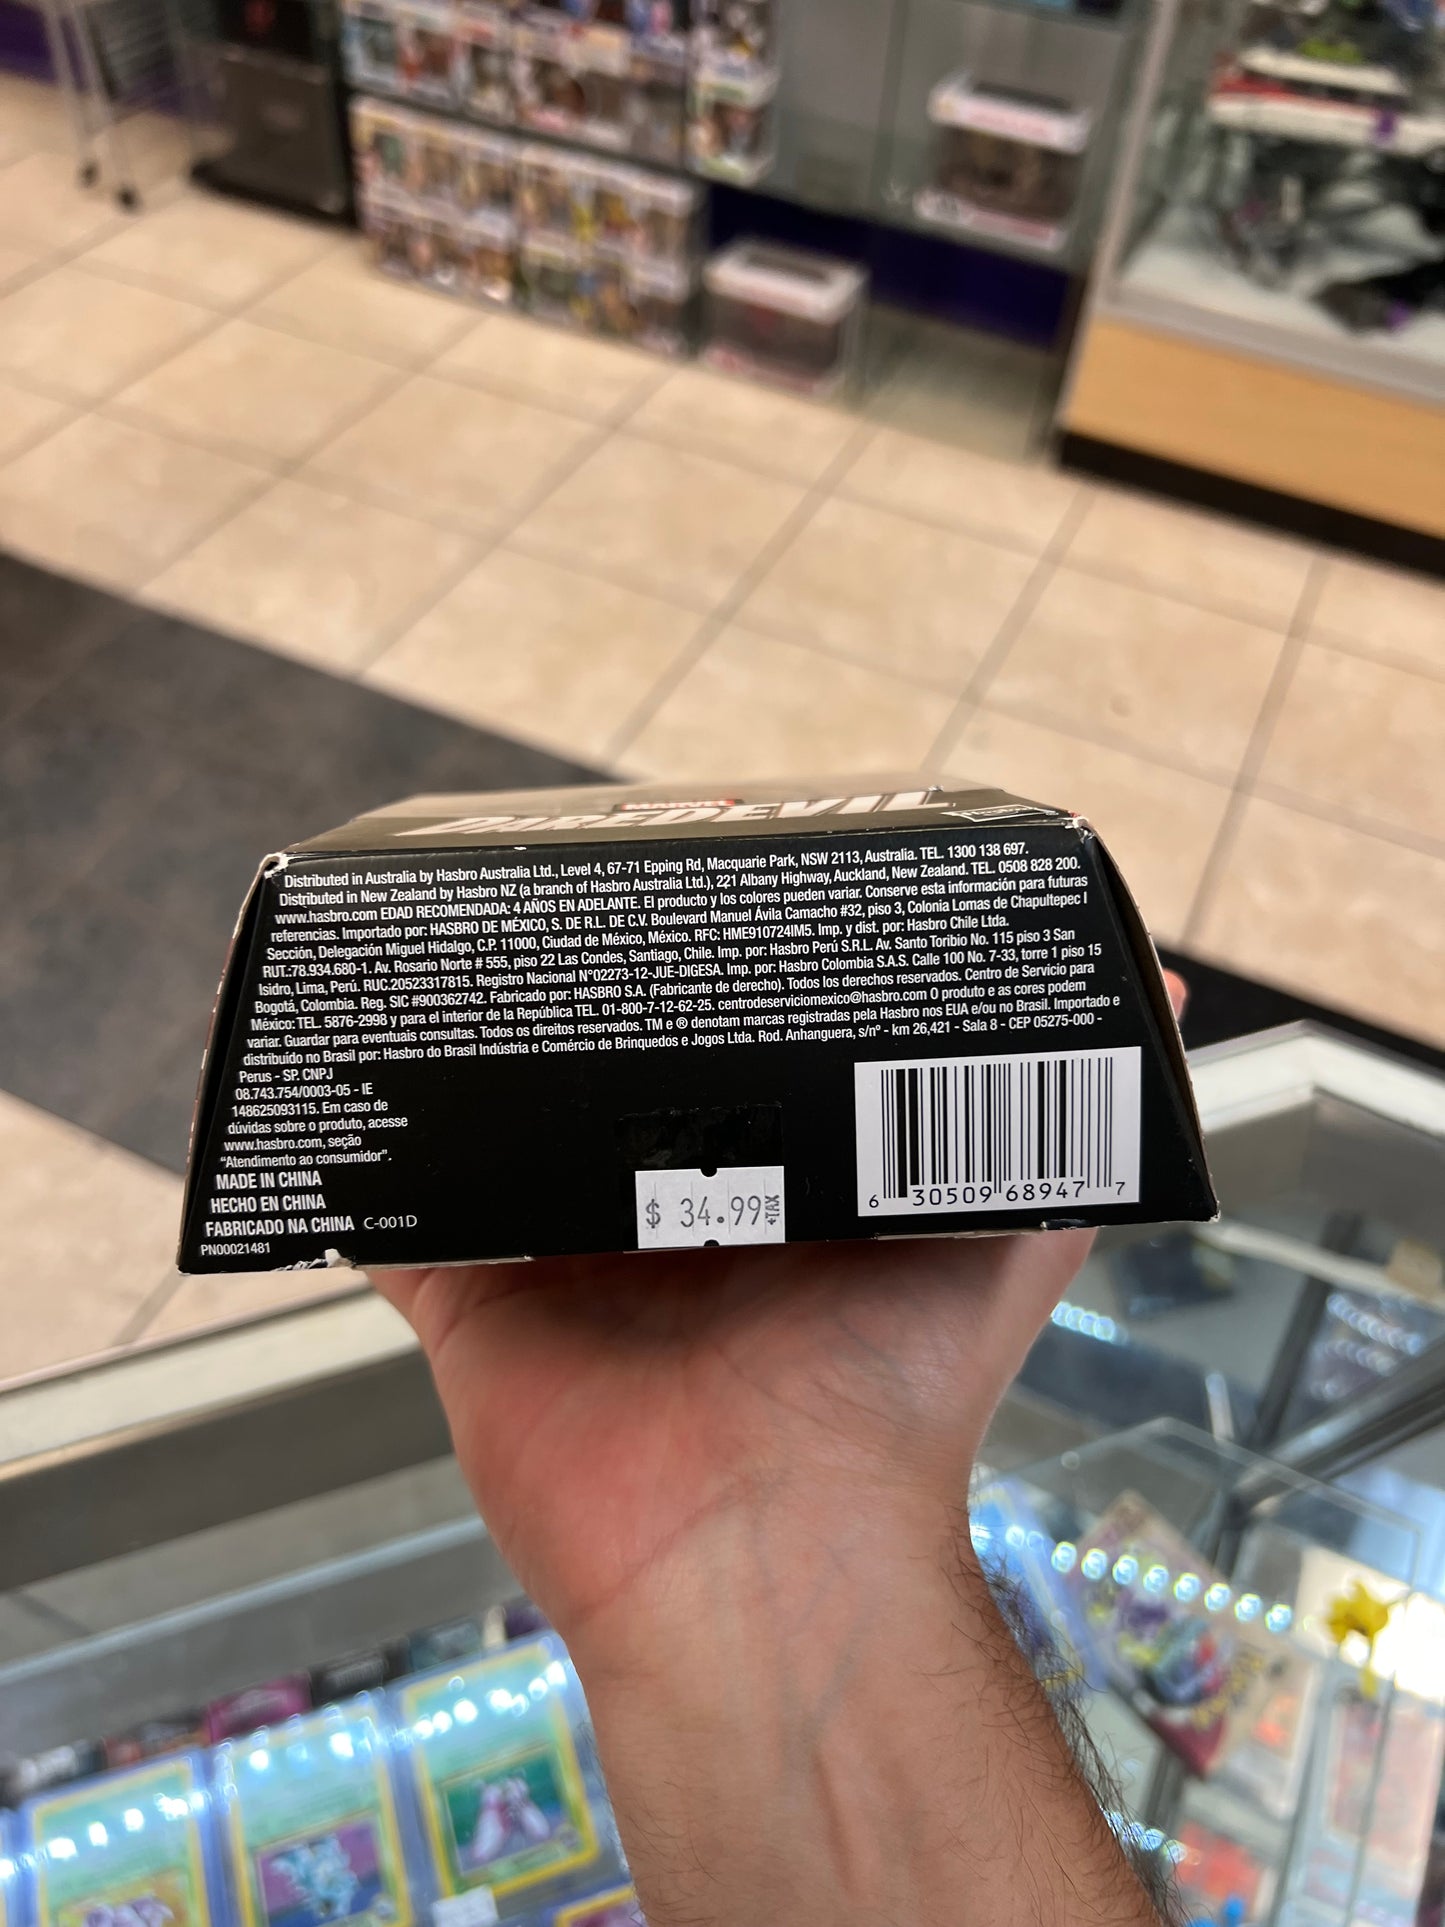 MARVEL
DAREDEVIL
Hasbro
Distributed in Australia by Hasbro Australia Ltd., Level 4, 67-71 Epping Rd, Macquarie Park, NSW 2113, Australia. TEL. 1300 138 697.
Distributed in New Zealand by Hasbro NZ (a branch of Hasbro Australia Ltd.), 221 Albany Highway, Auckland, New Zealand. TEL. 0508 828 200.
www.hasbro.com EDAD RECOMENDADA: 4 AÑOS EN ADELANTE. El producto y los colores pueden variar. Conserve esta información para futuras
referencias. Importado por: HASBRO DE MÉXICO, S. DE R.L. DE C.V. Boulevard Manuel Ávila Camacho #32, piso 3, Colonia Lomas de Chapultepec I
Sección, Delegación Miguel Hidalgo, C.P. 11000, Ciudad de México, México. RFC: HME910724IM5. Imp. y dist. por: Hasbro Chile Ltda.
RUT.:78.934.680-1. Av. Rosario Norte # 555, piso 22 Las Condes, Santiago, Chile. Imp. por: Hasbro Perú S.R.L. Av. Santo Toribio No. 115 piso 3 San
Isidro, Lima, Perú. RUC.20523317815. Registro Nacional N°02273-12-JUE-DIGESA. Imp. por: Hasbro Colombia S.A.S. Calle 100 No. 7-33, torre 1 piso 15
Bogotá, Colombia. Reg. SIC #900362742. Fabricado por: HASBRO S.A. (Fabricante de derecho). Todos los derechos reservados. Centro de Servicio para
México: TEL. 5876-2998 y para el interior de la República TEL. 01-800-7-12-62-25. centrodeserviciomexico@hasbro.com O produto e as cores podem
variar. Guardar para eventuais consultas. Todos os direitos reservados. TM e ® denotam marcas registradas pela Hasbro nos EUA e/ou no Brasil. Importado e
distribuído no Brasil por: Hasbro do Brasil Indústria e Comércio de Brinquedos e Jogos Ltda. Rod. Anhanguera, s/nº - km 26,421 - Sala 8 - CEP 05275-000 -
Perus - SP. CNPJ
08.743.754/0003-05 - IE
148625093115. Em caso de
dúvidas sobre o produto, acesse
www.hasbro.com, seção
"Atendimento ao consumidor".
MADE IN CHINA
HECHO EN CHINA
FABRICADO NA CHINA C-001D
PN00021481
$ 34.99 +TAX
6 30509 68947 7